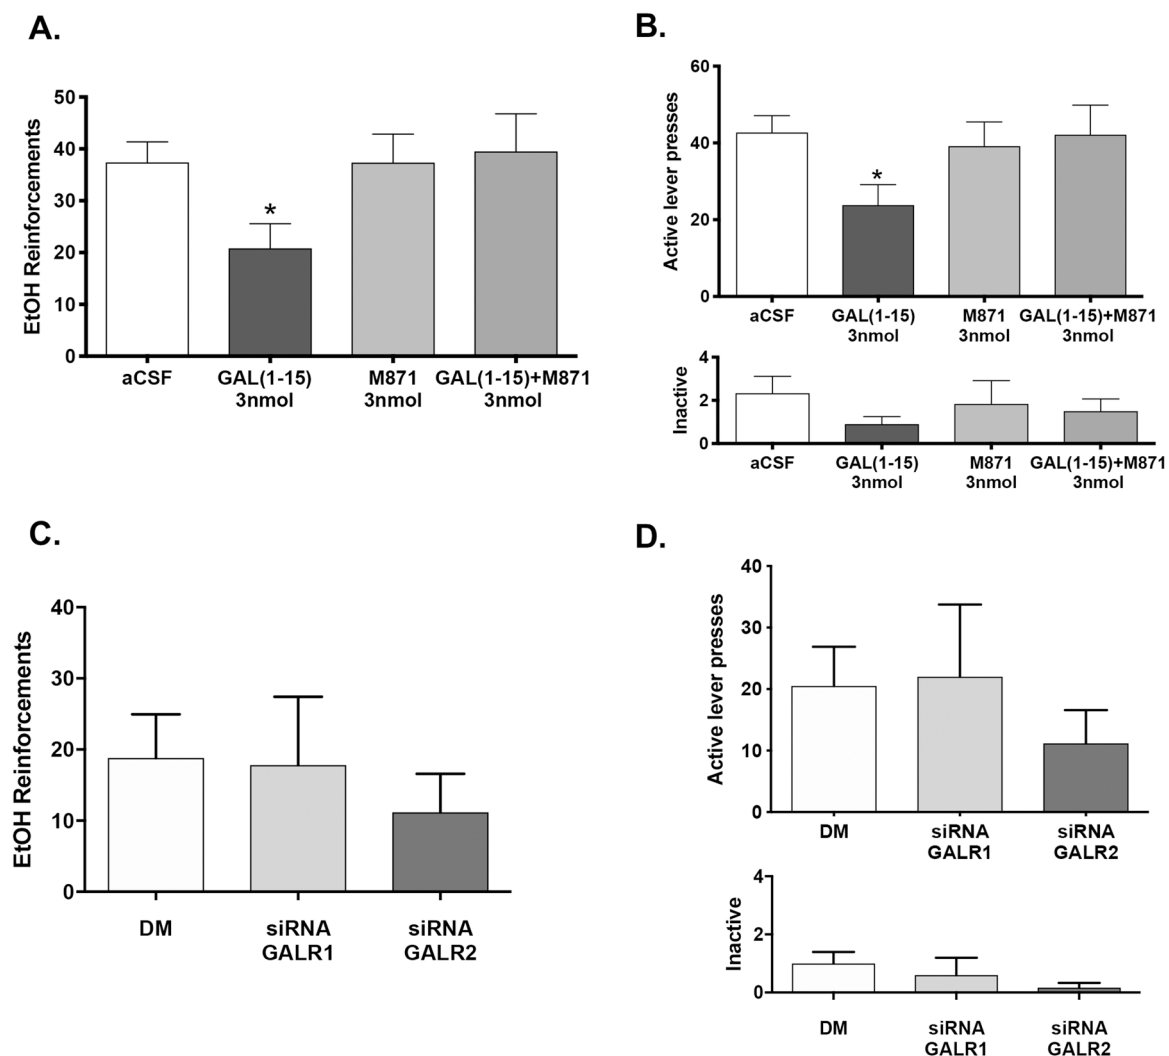 A.
EtOH Reinforcements
50
40
30
20
10
0
*
aCSF
GAL(1-15)
3nmol
M871
3nmol
GAL(1-15)+M871
3nmol
B.
Active lever presses
60
40
20
0
*
aCSF
GAL(1-15)
3nmol
M871
3nmol
GAL(1-15)+M871
3nmol
Inactive
4
2
0
aCSF
GAL(1-15)
3nmol
M871
3nmol
GAL(1-15)+M871
3nmol
C.
EtOH Reinforcements
40
30
20
10
0
DM
siRNA
GALR1
siRNA
GALR2
D.
Active lever presses
40
30
20
10
0
DM
siRNA
GALR1
siRNA
GALR2
Inactive
4
2
0
DM
siRNA
GALR1
siRNA
GALR2